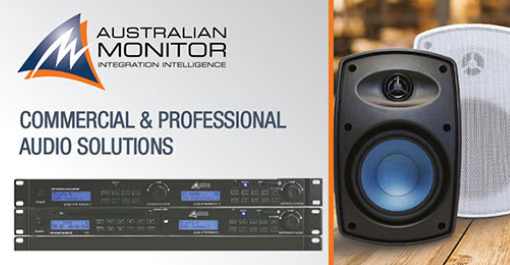 AUSTRALIAN
MONITOR
INTEGRATION INTELLIGENCE
COMMERCIAL & PROFESSIONAL
AUDIO SOLUTIONS